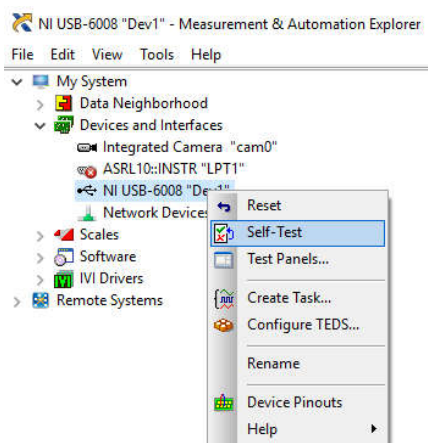 NI USB-6008 "Dev1" - Measurement & Automation Explorer
File Edit View Tools Help
My System
Data Neighborhood
Devices and Interfaces
Integrated Camera "cam0"
ASRL10::INSTR "LPT1"
NI USB-6008 "Dev1"
Network Devices
Scales
Software
IVI Drivers
Remote Systems
Reset
Self-Test
Test Panels...
Create Task...
Configure TEDS...
Rename
Device Pinouts
Help